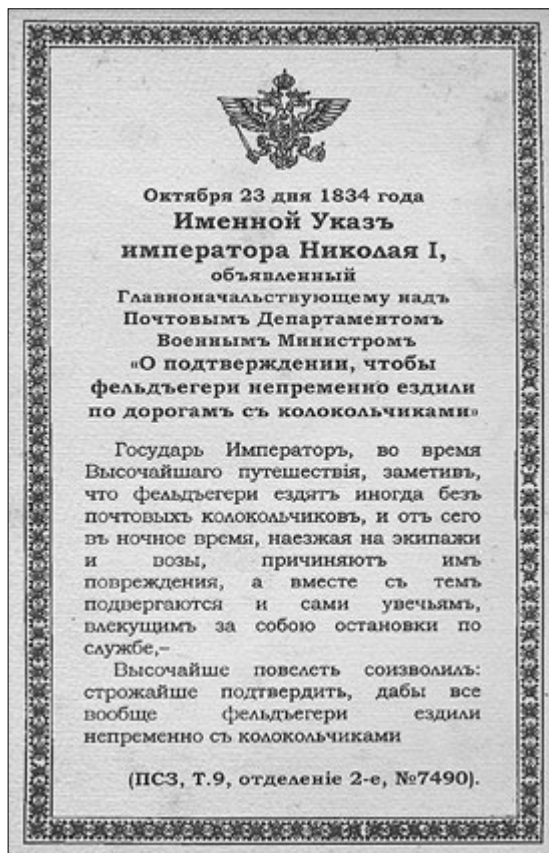 Октября 23 дня 1834 года
Именной Указъ
императора Николая I,
объявленный
Главноначальствующему надъ
Почтовымъ Департаментомъ
Военнымъ Министромъ
«О подтверждении, чтобы
фельдъегери непременно ездили
по дорогамъ съ колокольчиками»
Государь Императоръ, во время
Высочайшаго путешествія, заметивъ,
что фельдъегери ездятъ иногда безъ
почтовыхъ колокольчиковъ, и отъ сего
въ ночное время, наезжая на экипажи
и возы, причиняютъ имъ
повреждения, а вместе съ темъ
подвергаются и сами увечьямъ,
влекущимъ за собою остановки по
службе,–
Высочайше повелеть соизволилъ:
строжайше подтвердить, дабы все
вообще фельдъегери ездили
непременно съ колокольчиками
(ПСЗ, Т.9, отделеніе 2-е, №7490).